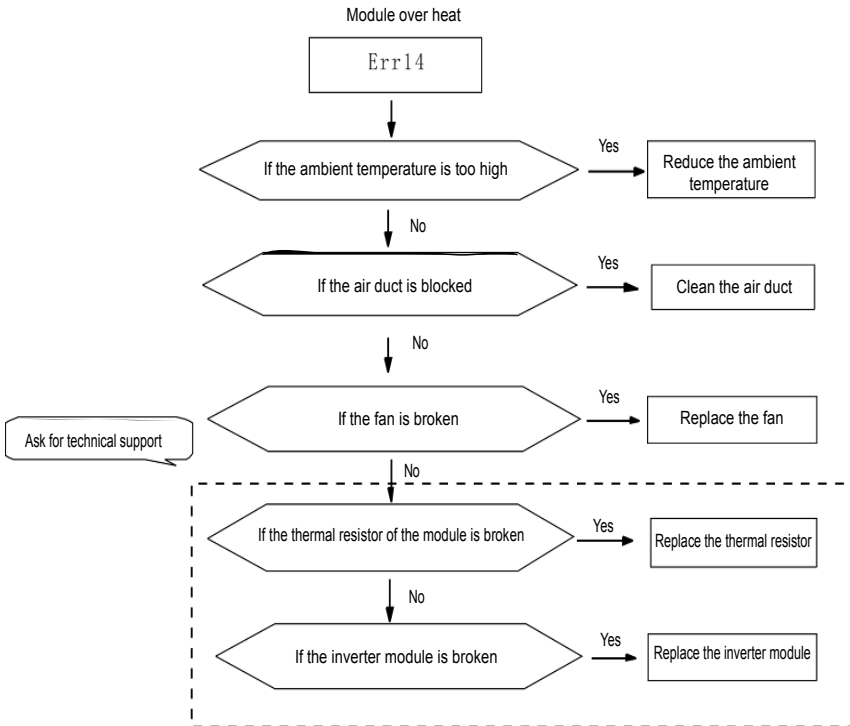 Module over heat
Err14
If the ambient temperature is too high
Yes
Reduce the ambient
temperature
No
If the air duct is blocked
Yes
Clean the air duct
No
If the fan is broken
Yes
Replace the fan
Ask for technical support
No
If the thermal resistor of the module is broken
Yes
Replace the thermal resistor
No
If the inverter module is broken
Yes
Replace the inverter module